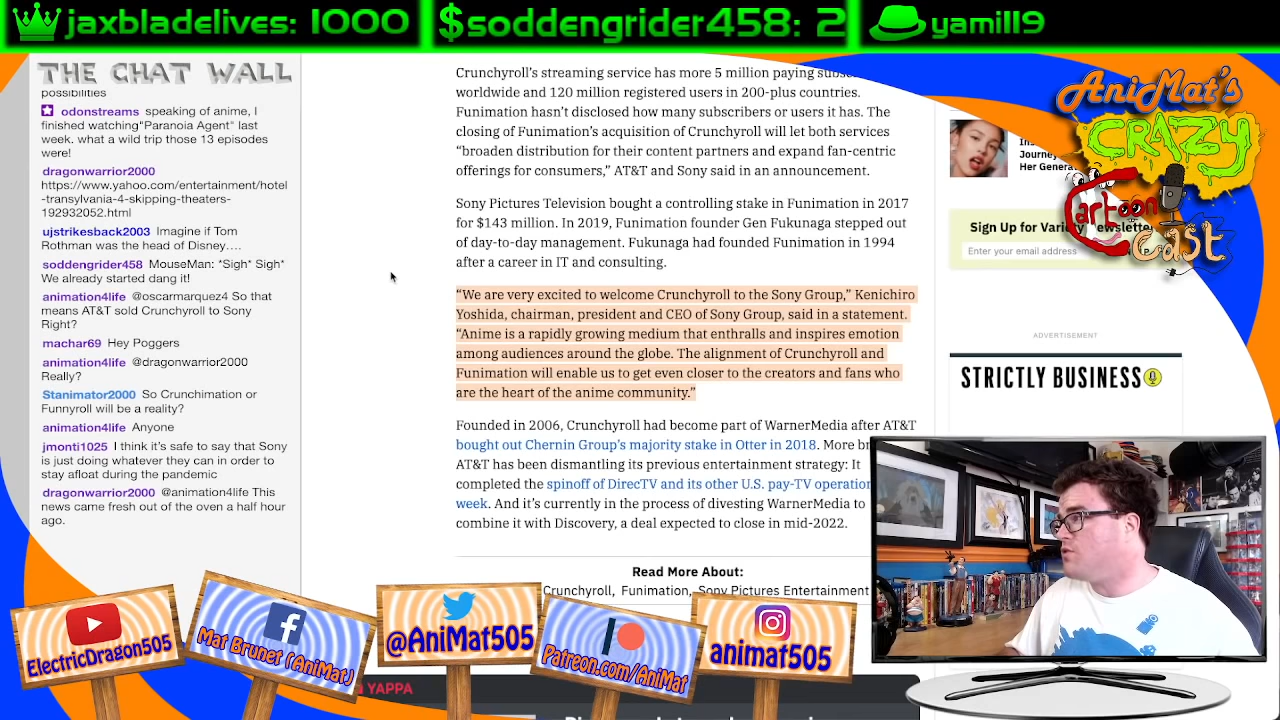 jaxbladelives: 1000
$soddengrider458: 2
yamill9
THE CHAT WALL
possibilities
odonstreams speaking of anime, I
finished watching"Paranoia Agent" last
week. what a wild trip those 13 episodes
were!
dragonwarrior2000
https://www.yahoo.com/entertainment/hotel
-transylvania-4-skipping-theaters-
192932052.html
ujstrikesback2003 Imagine if Tom
Rothman was the head of Disney....
soddengrider458 MouseMan: *Sigh* *Sigh*
We already started dang it!
animation4life @oscarmarquez4 So that
means AT&T sold Crunchyroll to Sony
Right?
machar69 Hey Poggers
animation4life @dragonwarrior2000
Really?
Stanimator2000 So Crunchimation or
Funnyroll will be a reality?
animation4life Anyone
jmonti1025 I think it's safe to say that Sony
is just doing whatever they can in order to
stay afloat during the pandemic
dragonwarrior2000 @animation4life This
news came fresh out of the oven a half hour
ago.
Crunchyroll's streaming service has more 5 million paying
worldwide and 120 million registered users in 200-plus countries.
Funimation hasn't disclosed how many subscribers or users it has. The
closing of Funimation's acquisition of Crunchyroll will let both services
“broaden distribution for their content partners and expand fan-centric
offerings for consumers,” AT&T and Sony said in an announcement.
Sony Pictures Television bought a controlling stake in Funimation in 2017
for $143 million. In 2019, Funimation founder Gen Fukunaga stepped out
of day-to-day management. Fukunaga had founded Funimation in 1994
after a career in IT and consulting.
“We are very excited to welcome Crunchyroll to the Sony Group,” Kenichiro
Yoshida, chairman, president and CEO of Sony Group, said in a statement.
“Anime is a rapidly growing medium that enthralls and inspires emotion
among audiences around the globe. The alignment of Crunchyroll and
Funimation will enable us to get even closer to the creators and fans who
are the heart of the anime community.”
Founded in 2006, Crunchyroll had become part of WarnerMedia after AT&T
bought out Chernin Group's majority stake in Otter in 2018. More
AT&T has been dismantling its previous entertainment strategy: It
completed the spinoff of DirecTV and its other U.S. pay-TV
week. And it's currently in the process of divesting WarnerMedia to
combine it with Discovery, a deal expected to close in mid-2022.
Read More About:
Crunchyroll, Funimation, Sony Pictures Entertainment
AniMat's
CRAZY
Cartoon
Cast
Journey
Her
Sign Up for
Enter your email address
ADVERTISEMENT
STRICTLY BUSINESS
ElectricDragon505
Mat Brunet (AniMat)
@AniMat505
Patreon.com/AniMat
animat505
YAPPA